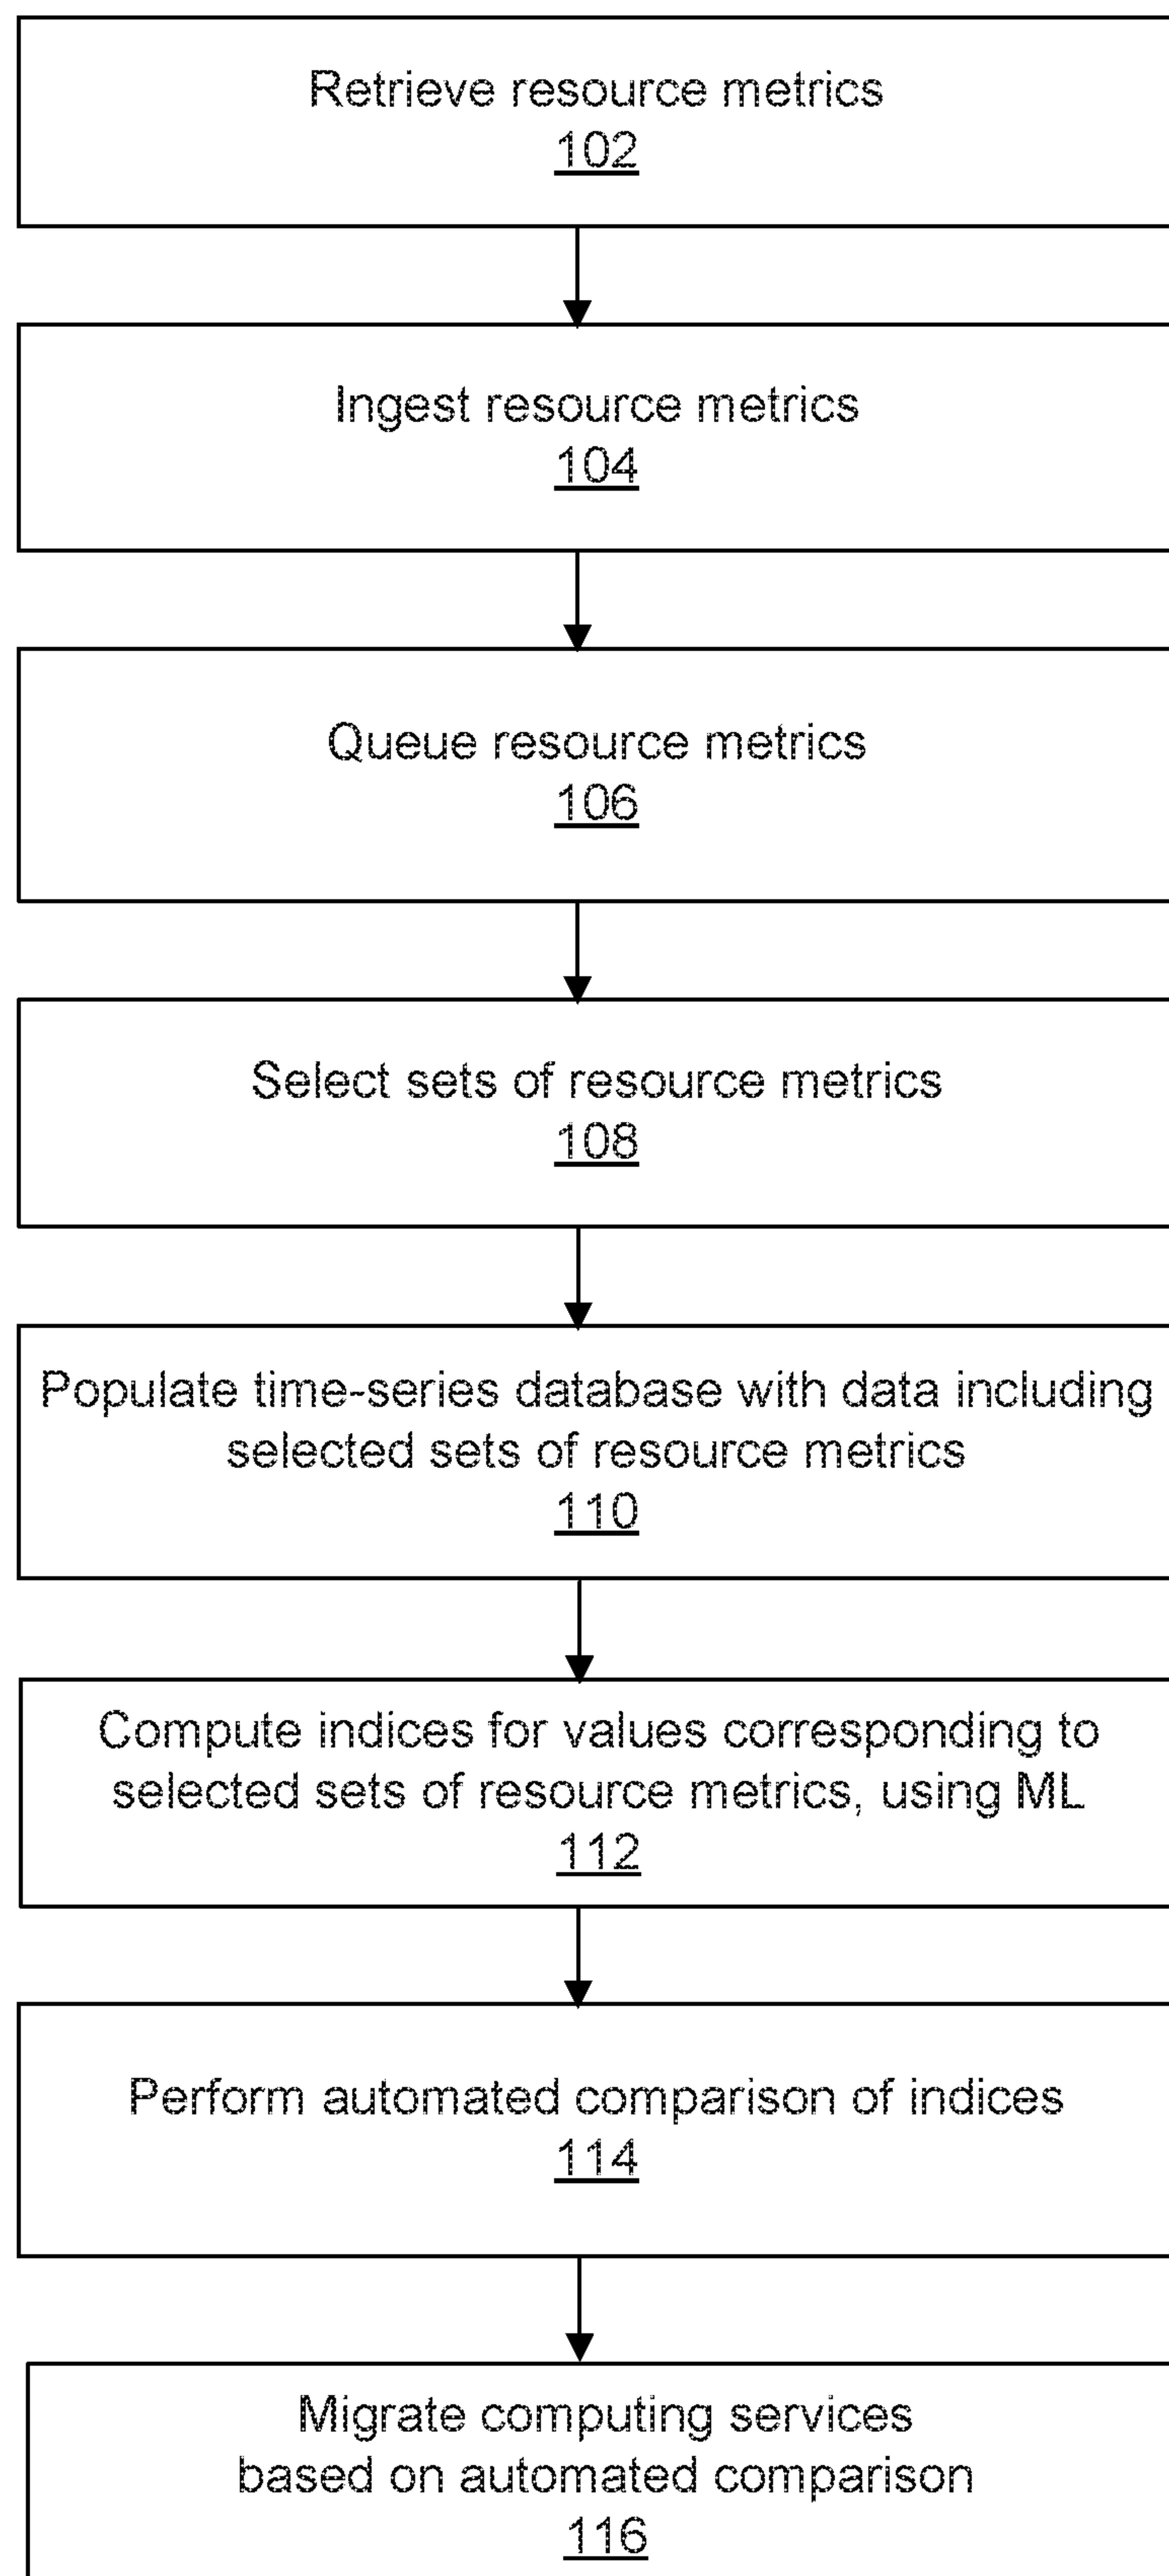 Retrieve resource metrics
102
Ingest resource metrics
104
Queue resource metrics
106
Select sets of resource metrics
108
Populate time-series database with data including
selected sets of resource metrics
110
Compute indices for values corresponding to
selected sets of resource metrics, using ML
112
Perform automated comparison of indices
114
Migrate computing services
based on automated comparison
116